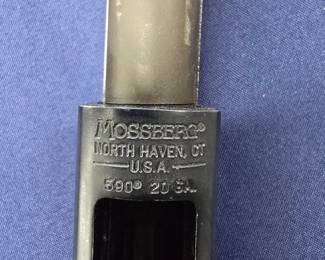 MOSSBERG®
NORTH HAVEN, CT
U.S.A.
590® 20 GA.